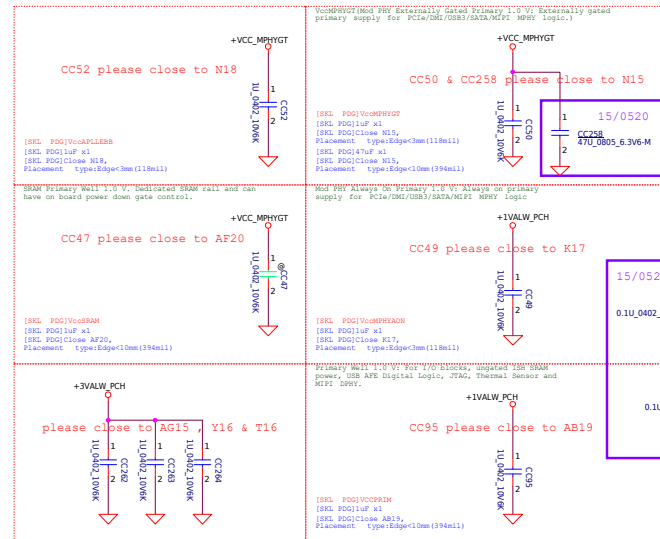 +VCC_MPHYGT
CC52 please close to N18
1
1U_0402_10V6K
CC52
2
[SKL PDG]VccAPLLEBB
[SKL PDG]1uF x1
[SKL PDG]Close N18,
Placement type:Edge<3mm(118mil)
VccMPHYGT(Mod PHY Externally Gated Primary 1.0 V: Externally gated
primary supply for PCIe/DMI/USB3/SATA/MIPI MPHY logic.)
+VCC_MPHYGT
CC50 & CC258 please close to N15
1
1U_0402_10V6K
CC50
2
[SKL PDG]VccMPHYGT
[SKL PDG]1uF x1
[SKL PDG]Close N15,
Placement type:Edge<3mm(118mil)
[SKL PDG]47uF x1
[SKL PDG]Close N15,
Placement type:Edge<10mm(394mil)
15/0520
1
CC258
47U_0805_6.3V6-M
2
SRAM Primary Well 1.0 V. Dedicated SRAM rail and can
have on board power down gate control.
+VCC_MPHYGT
CC47 please close to AF20
1
@
1U_0402_10V6K
CC47
2
[SKL PDG]VccSRAM
[SKL PDG]1uF x1
[SKL PDG]Close AF20,
Placement type:Edge<10mm(394mil)
Mod PHY Always On Primary 1.0 V: Always on primary
supply for PCIe/DMI/USB3/SATA/MIPI MPHY logic
+1VALW_PCH
CC49 please close to K17
1
1U_0402_10V6K
CC49
2
[SKL PDG]VccMPHYAON
[SKL PDG]1uF x1
[SKL PDG]Close K17,
Placement type:Edge<3mm(118mil)
15/052
0.1U_0402_
0.1U
+3VALW_PCH
please close to AG15 , Y16 & T16
1
1U_0402_10V6K
CC262
2
1
1U_0402_10V6K
CC263
2
1
1U_0402_10V6K
CC264
2
Primary Well 1.0 V: For I/O blocks, ungated ISH SRAM
power, USB AFE Digital Logic, JTAG, Thermal Sensor and
MIPI DPHY.
+1VALW_PCH
CC95 please close to AB19
1
1U_0402_10V6K
CC95
2
[SKL PDG]VCCPRIM
[SKL PDG]1uF x1
[SKL PDG]Close AB19,
Placement type:Edge<10mm(394mil)